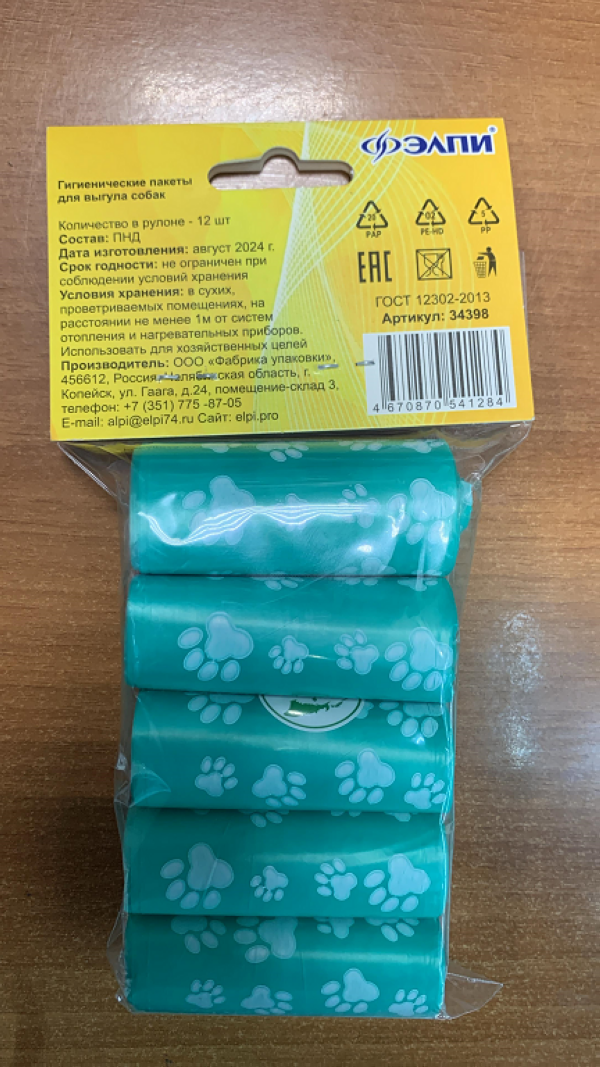 ЭЛПИ®
Гигиенические пакеты
для выгула собак
Количество в рулоне - 12 шт
Состав: ПНД
Дата изготовления: август 2024 г.
Срок годности: не ограничен при
соблюдении условий хранения
Условия хранения: в сухих,
проветриваемых помещениях, на
расстоянии не менее 1м от систем
отопления и нагревательных приборов.
Использовать для хозяйственных целей
Производитель: ООО «Фабрика упаковки»,
456612, Россия Челябинская область, г.
Копейск, ул. Гаага, д.24, помещение-склад 3,
телефон: +7 (351) 775 -87-05
E-mail: alpi@elpi74.ru Сайт: elpi.pro
20 02 5
PAP PE-HD PP
EAC
ГОСТ 12302-2013
Артикул: 34398
4 670870 541284